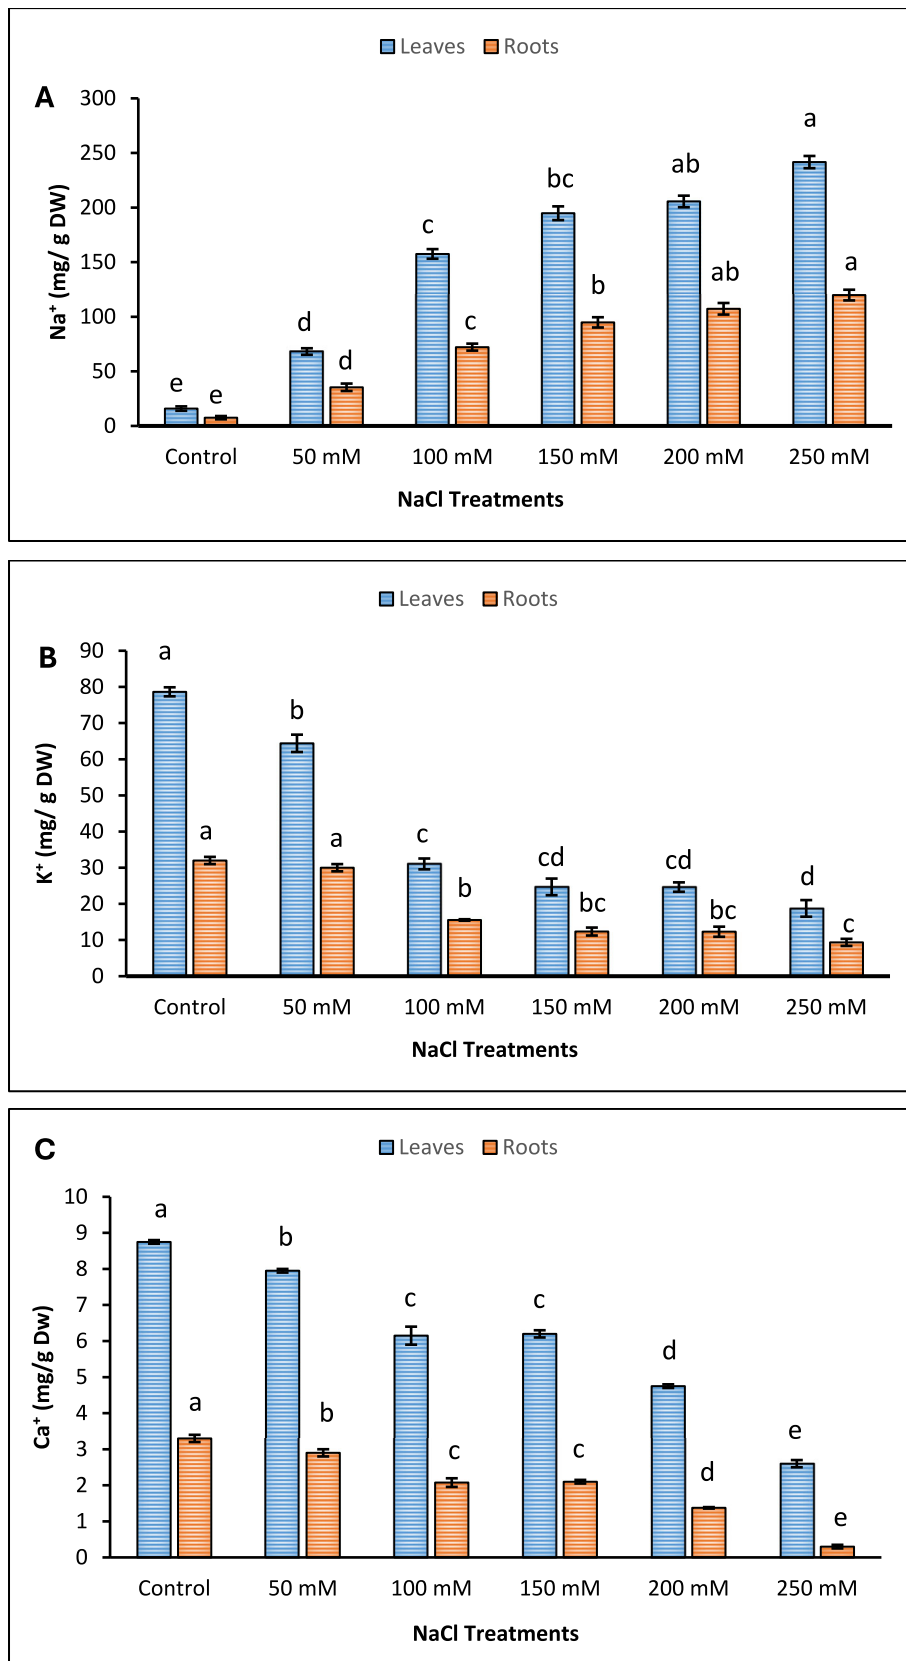 Leaves Roots
A
300
250
200
150
100
50
0
Na⁺ (mg/ g DW)
e e d d c c bc b ab ab a a
Control 50 mM 100 mM 150 mM 200 mM 250 mM
NaCl Treatments
Leaves Roots
B
90
80
70
60
50
40
30
20
10
0
K⁺ (mg/ g DW)
a a b a c b cd bc cd bc d c
Control 50 mM 100 mM 150 mM 200 mM 250 mM
NaCl Treatments
Leaves Roots
C
10
9
8
7
6
5
4
3
2
1
0
Ca⁺ (mg/g Dw)
a a b b c c c c d d e e
Control 50 mM 100 mM 150 mM 200 mM 250 mM
NaCl Treatments